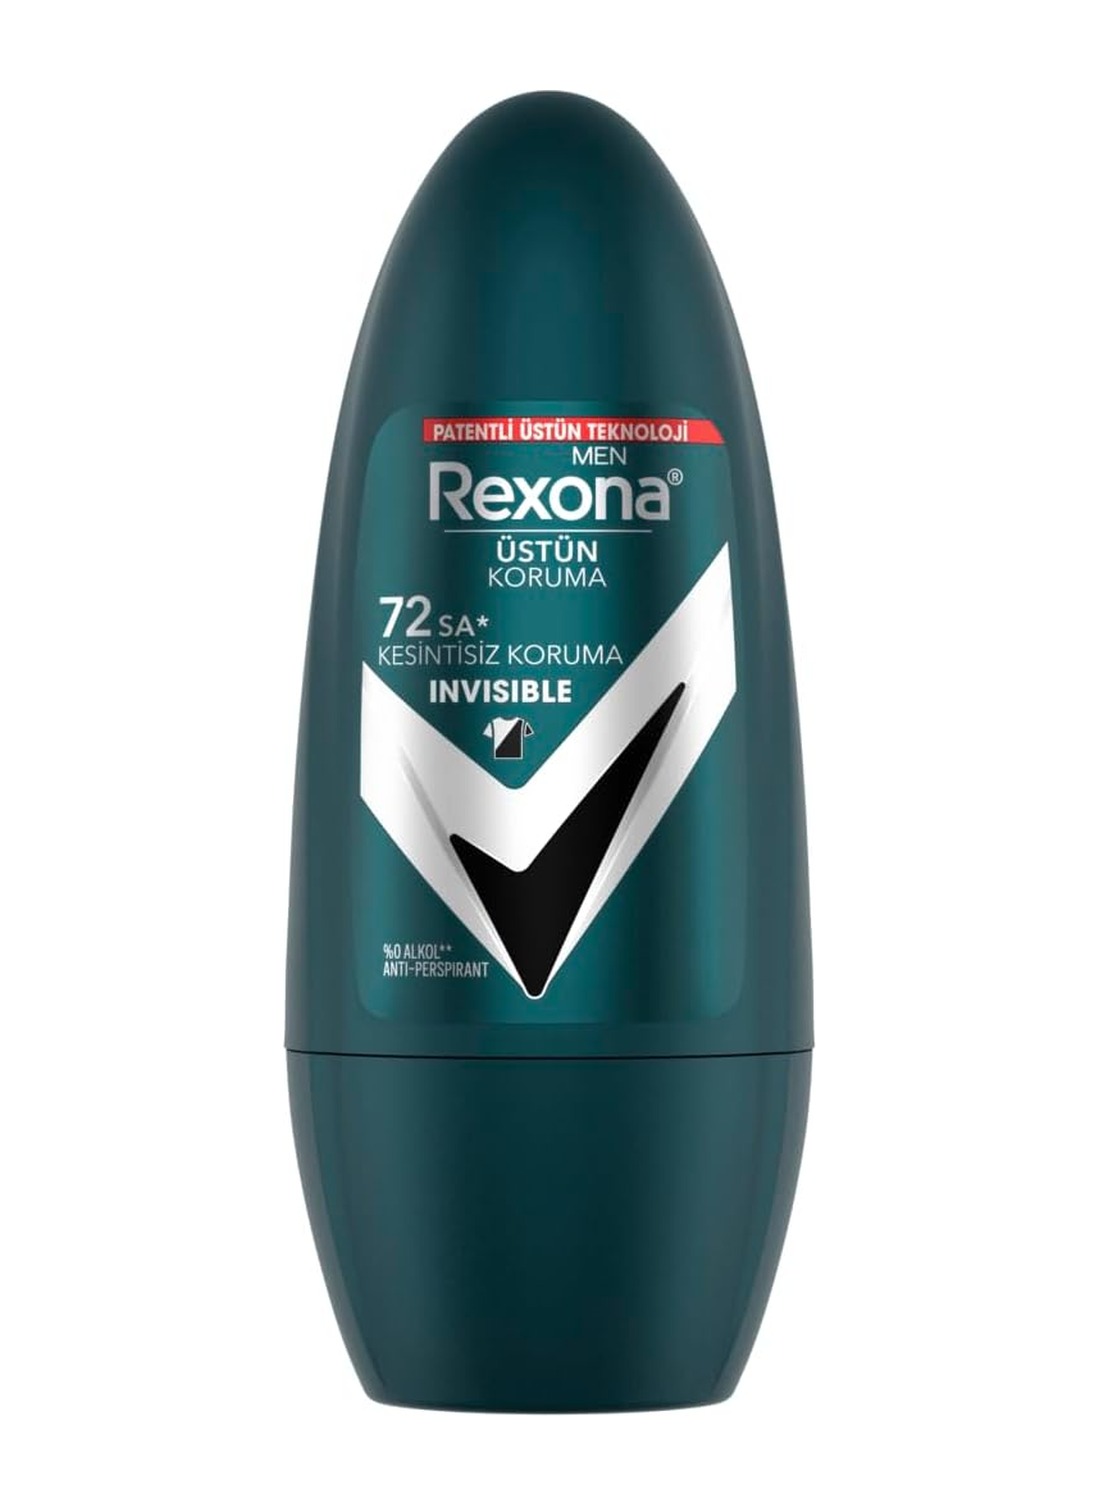 PATENTLİ ÜSTÜN TEKNOLOJİ
MEN
Rexona®
ÜSTÜN
KORUMA
72 SA*
KESİNTİSİZ KORUMA
INVISIBLE
%0 ALKOL**
ANTI-PERSPIRANT